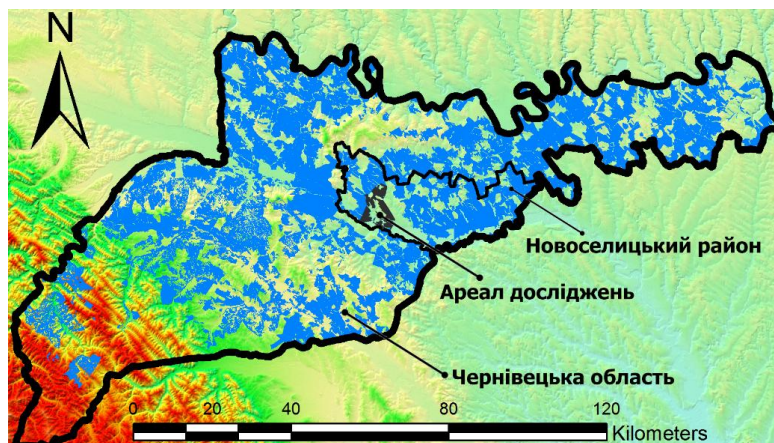 N
Новоселицький район
Ареал досліджень
Чернівецька область
0 20 40 80 120
Kilometers